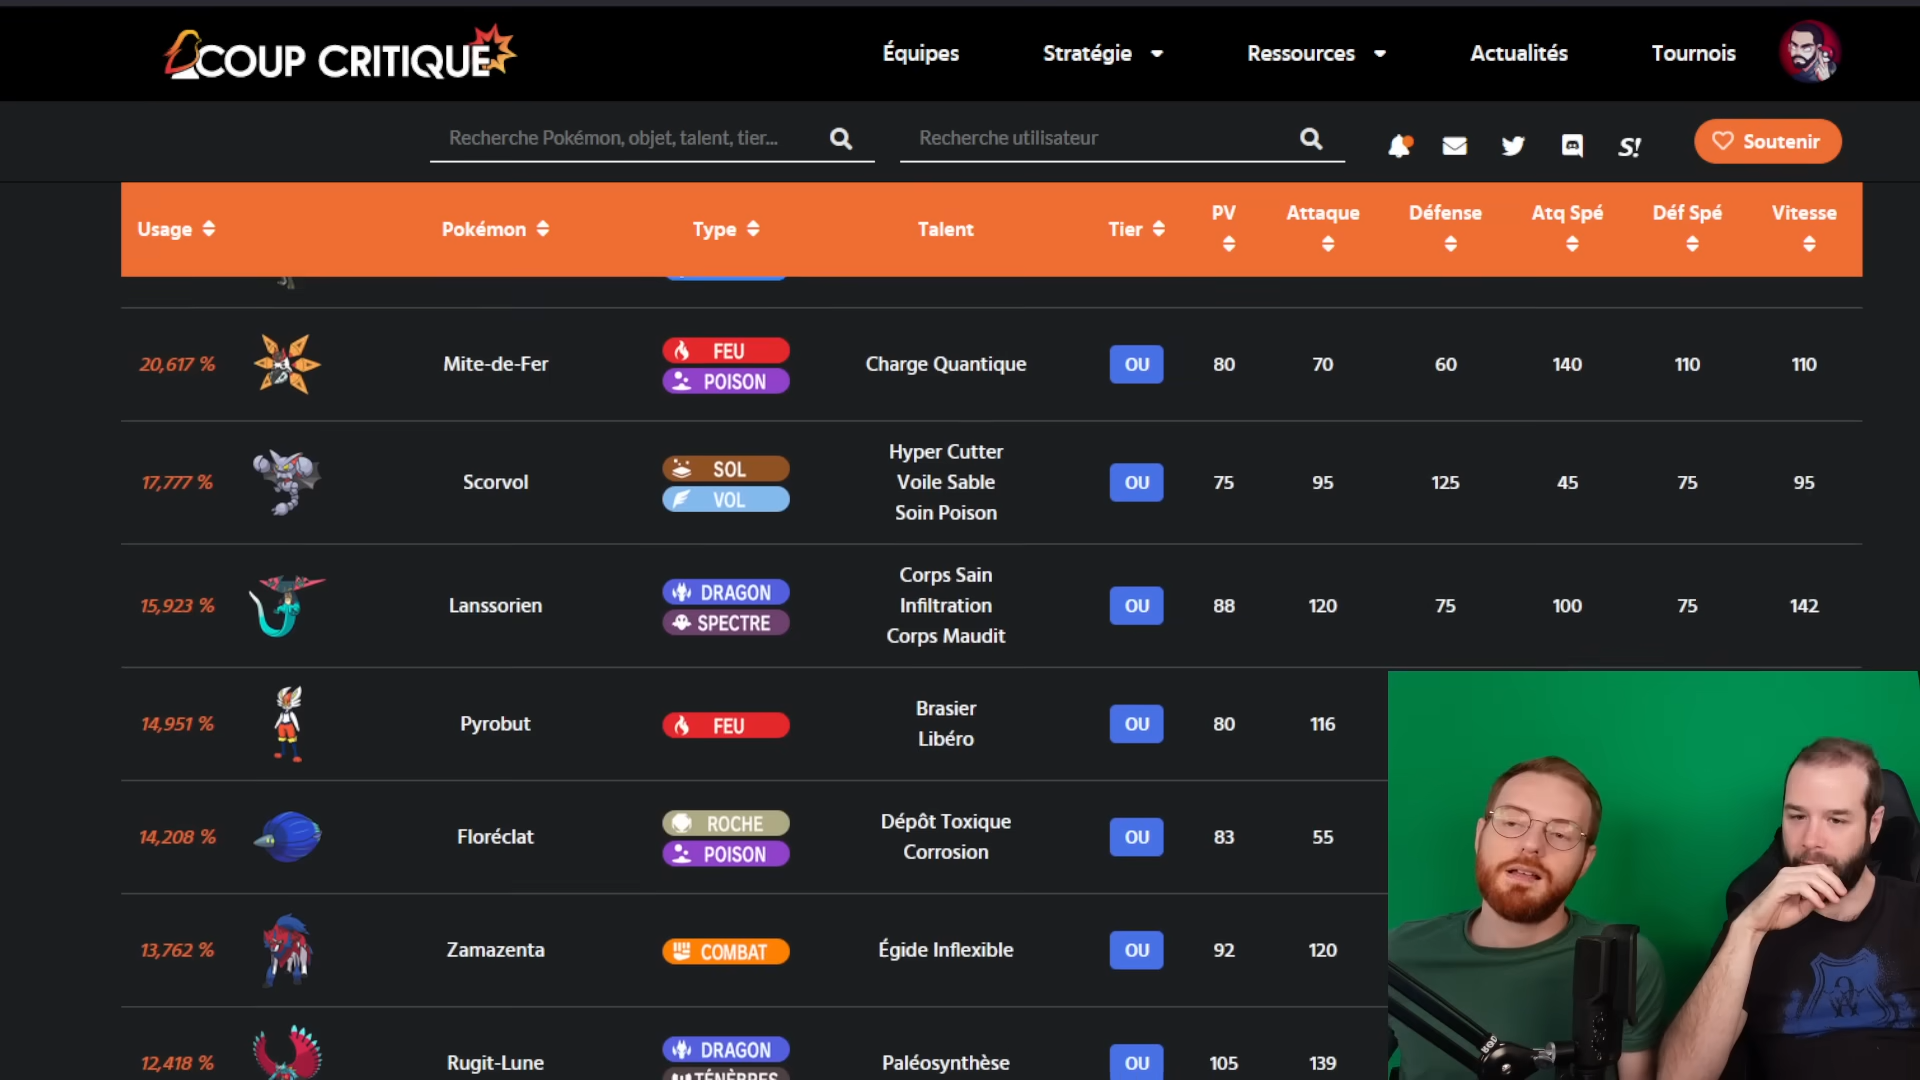 COUP CRITIQUE
Équipes
Stratégie
Ressources
Actualités
Tournois
Recherche Pokémon, objet, talent, tier...
Recherche utilisateur
S!
Soutenir
Usage
Pokémon
Type
Talent
Tier
PV
Attaque
Défense
Atq Spé
Déf Spé
Vitesse
20,617 %
Mite-de-Fer
FEU
POISON
Charge Quantique
OU
80
70
60
140
110
110
17,777 %
Scorvol
SOL
VOL
Hyper Cutter
Voile Sable
Soin Poison
OU
75
95
125
45
75
95
15,923 %
Lanssorien
DRAGON
SPECTRE
Corps Sain
Infiltration
Corps Maudit
OU
88
120
75
100
75
142
14,951 %
Pyrobut
FEU
Brasier
Libéro
OU
80
116
14,208 %
Floréclat
ROCHE
POISON
Dépôt Toxique
Corrosion
OU
83
55
13,762 %
Zamazenta
COMBAT
Égide Inflexible
OU
92
120
12,418 %
Rugit-Lune
DRAGON
TÉNÈBRES
Paléosynthèse
OU
105
139